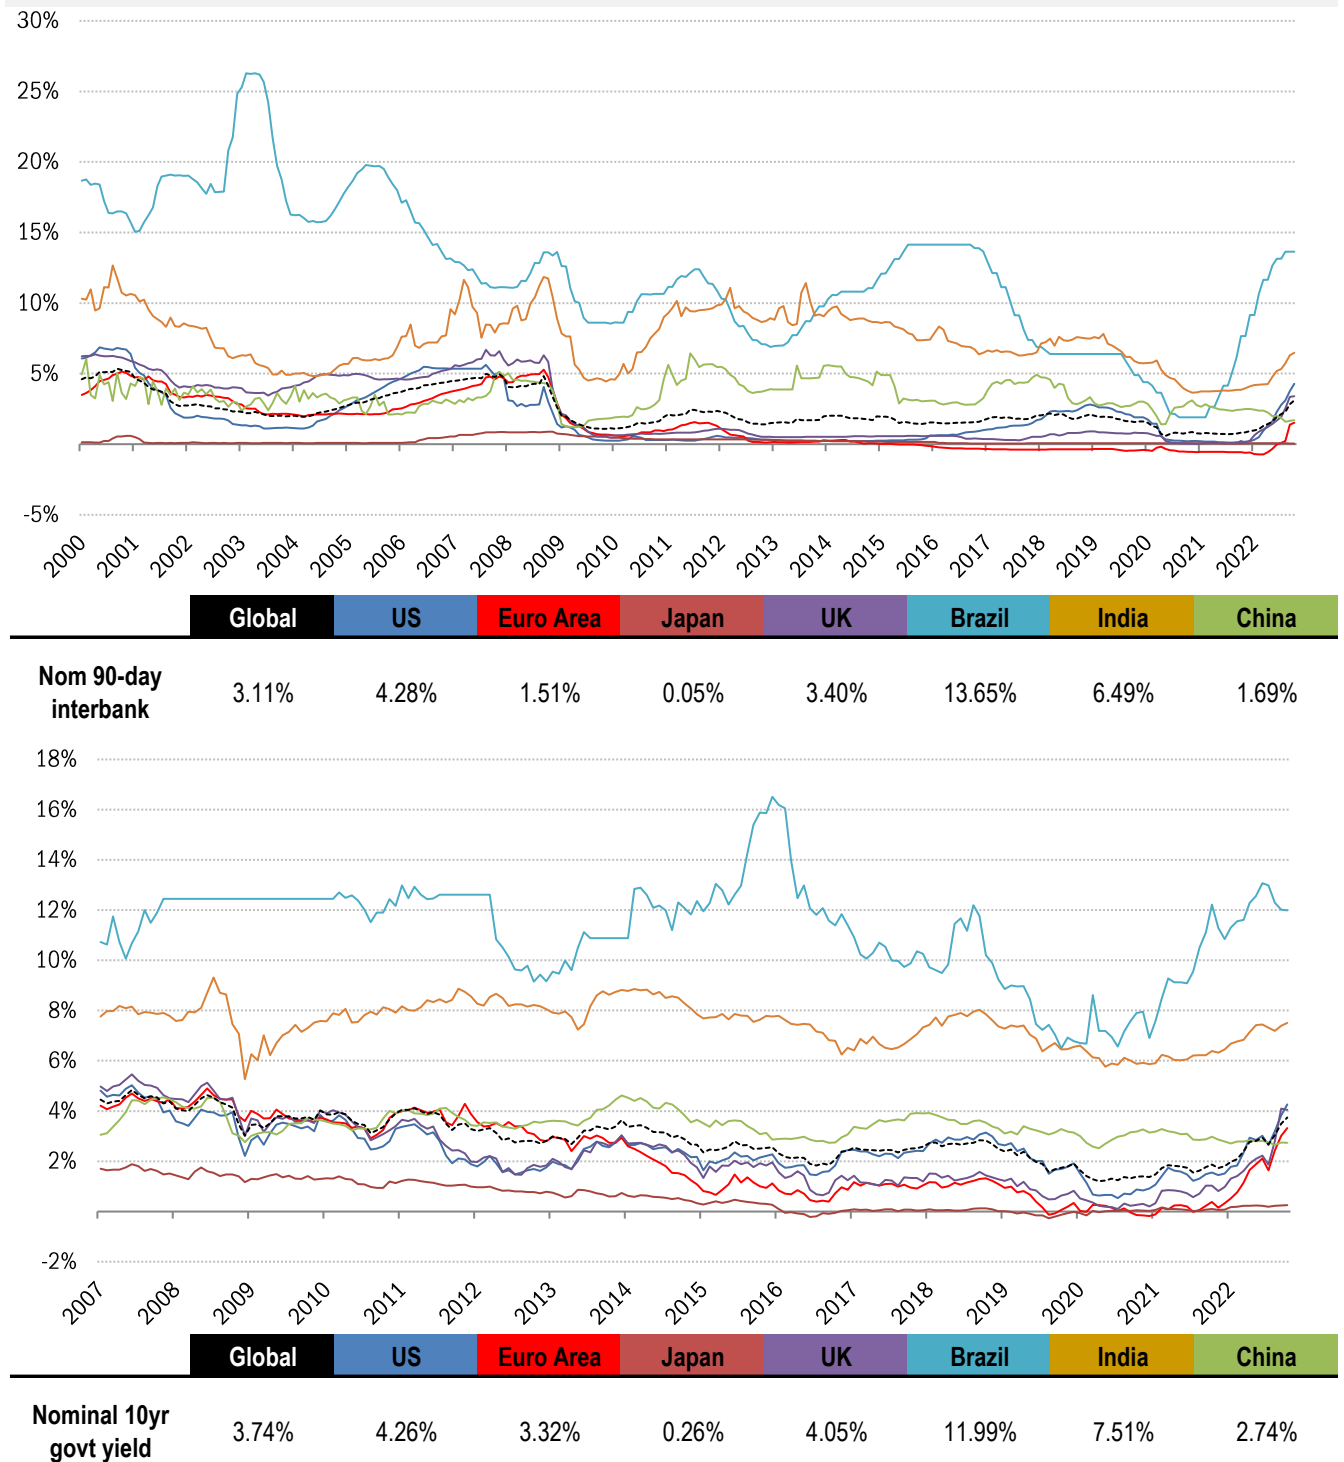 30%
25%
20%
15%
10%
5%
0%
-5%
2000 2001 2002 2003 2004 2005 2006 2007 2008 2009 2010 2011 2012 2013 2014 2015 2016 2017 2018 2019 2020 2021 2022
Global US Euro Area Japan UK Brazil India China
Nom 90-day
interbank
3.11% 4.28% 1.51% 0.05% 3.40% 13.65% 6.49% 1.69%
18%
16%
14%
12%
10%
8%
6%
4%
2%
-2%
2007 2008 2009 2010 2011 2012 2013 2014 2015 2016 2017 2018 2019 2020 2021 2022
Global US Euro Area Japan UK Brazil India China
Nominal 10yr
govt yield
3.74% 4.26% 3.32% 0.26% 4.05% 11.99% 7.51% 2.74%